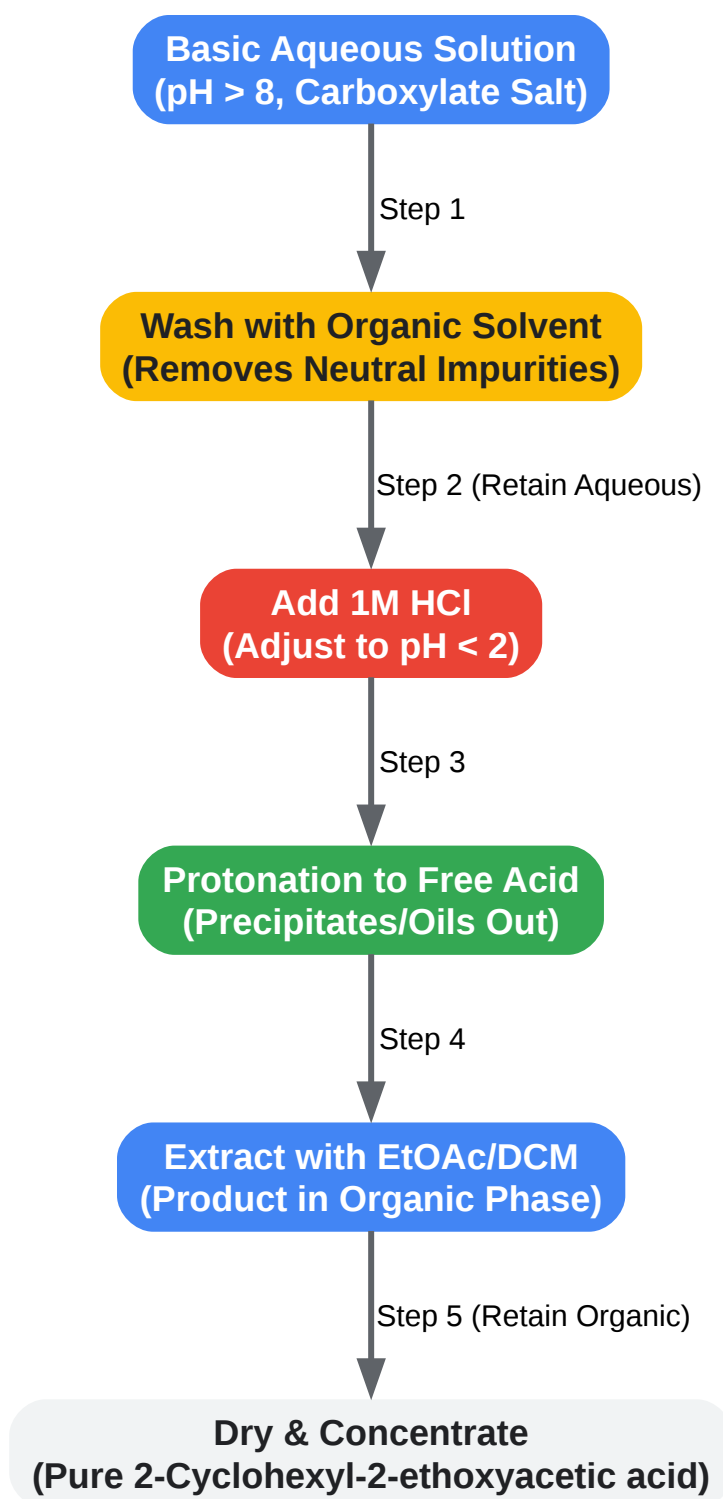 Basic Aqueous Solution
(pH > 8, Carboxylate Salt)
Step 1
Wash with Organic Solvent
(Removes Neutral Impurities)
Step 2 (Retain Aqueous)
Add 1M HCl
(Adjust to pH < 2)
Step 3
Protonation to Free Acid
(Precipitates/Oils Out)
Step 4
Extract with EtOAc/DCM
(Product in Organic Phase)
Step 5 (Retain Organic)
Dry & Concentrate
(Pure 2-Cyclohexyl-2-ethoxyacetic acid)